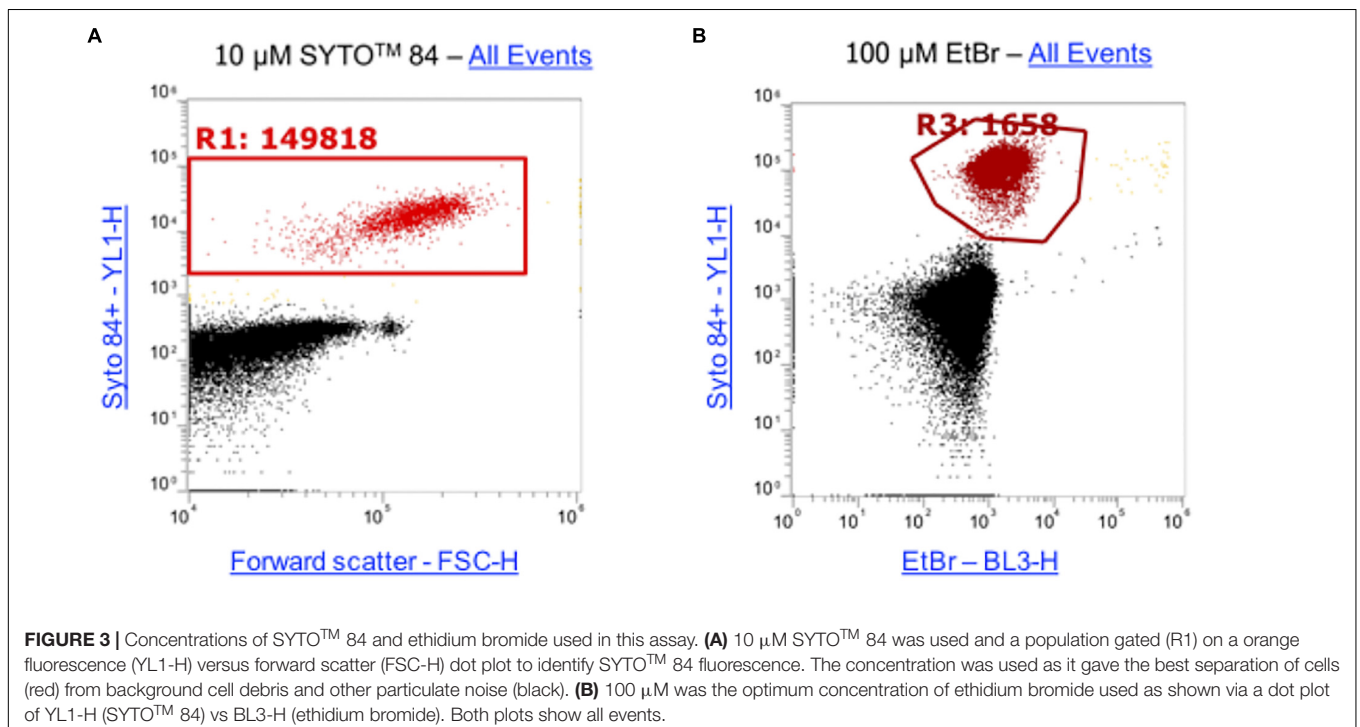 A
10 µM SYTO™ 84 – All Events
10⁶
R1: 149818
10⁵
10⁴
10³
10²
10¹
10⁰
Syto 84+ - YL1-H
10⁴
10⁵
10⁶
Forward scatter - FSC-H
B
100 µM EtBr – All Events
10⁶
R3: 1658
10⁵
10⁴
10³
10²
10¹
10⁰
Syto 84+ - YL1-H
10⁰
10¹
10²
10³
10⁴
10⁵
10⁶
EtBr – BL3-H
FIGURE 3 | Concentrations of SYTO™ 84 and ethidium bromide used in this assay. (A) 10 µM SYTO™ 84 was used and a population gated (R1) on a orange
fluorescence (YL1-H) versus forward scatter (FSC-H) dot plot to identify SYTO™ 84 fluorescence. The concentration was used as it gave the best separation of cells
(red) from background cell debris and other particulate noise (black). (B) 100 µM was the optimum concentration of ethidium bromide used as shown via a dot plot
of YL1-H (SYTO™ 84) vs BL3-H (ethidium bromide). Both plots show all events.